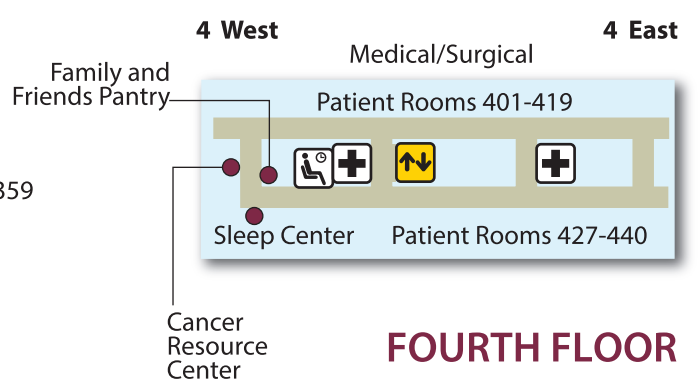 4 West
4 East
Medical/Surgical
Family and
Friends Pantry
Patient Rooms 401-419
859
Sleep Center
Patient Rooms 427-440
Cancer
Resource
Center
FOURTH FLOOR